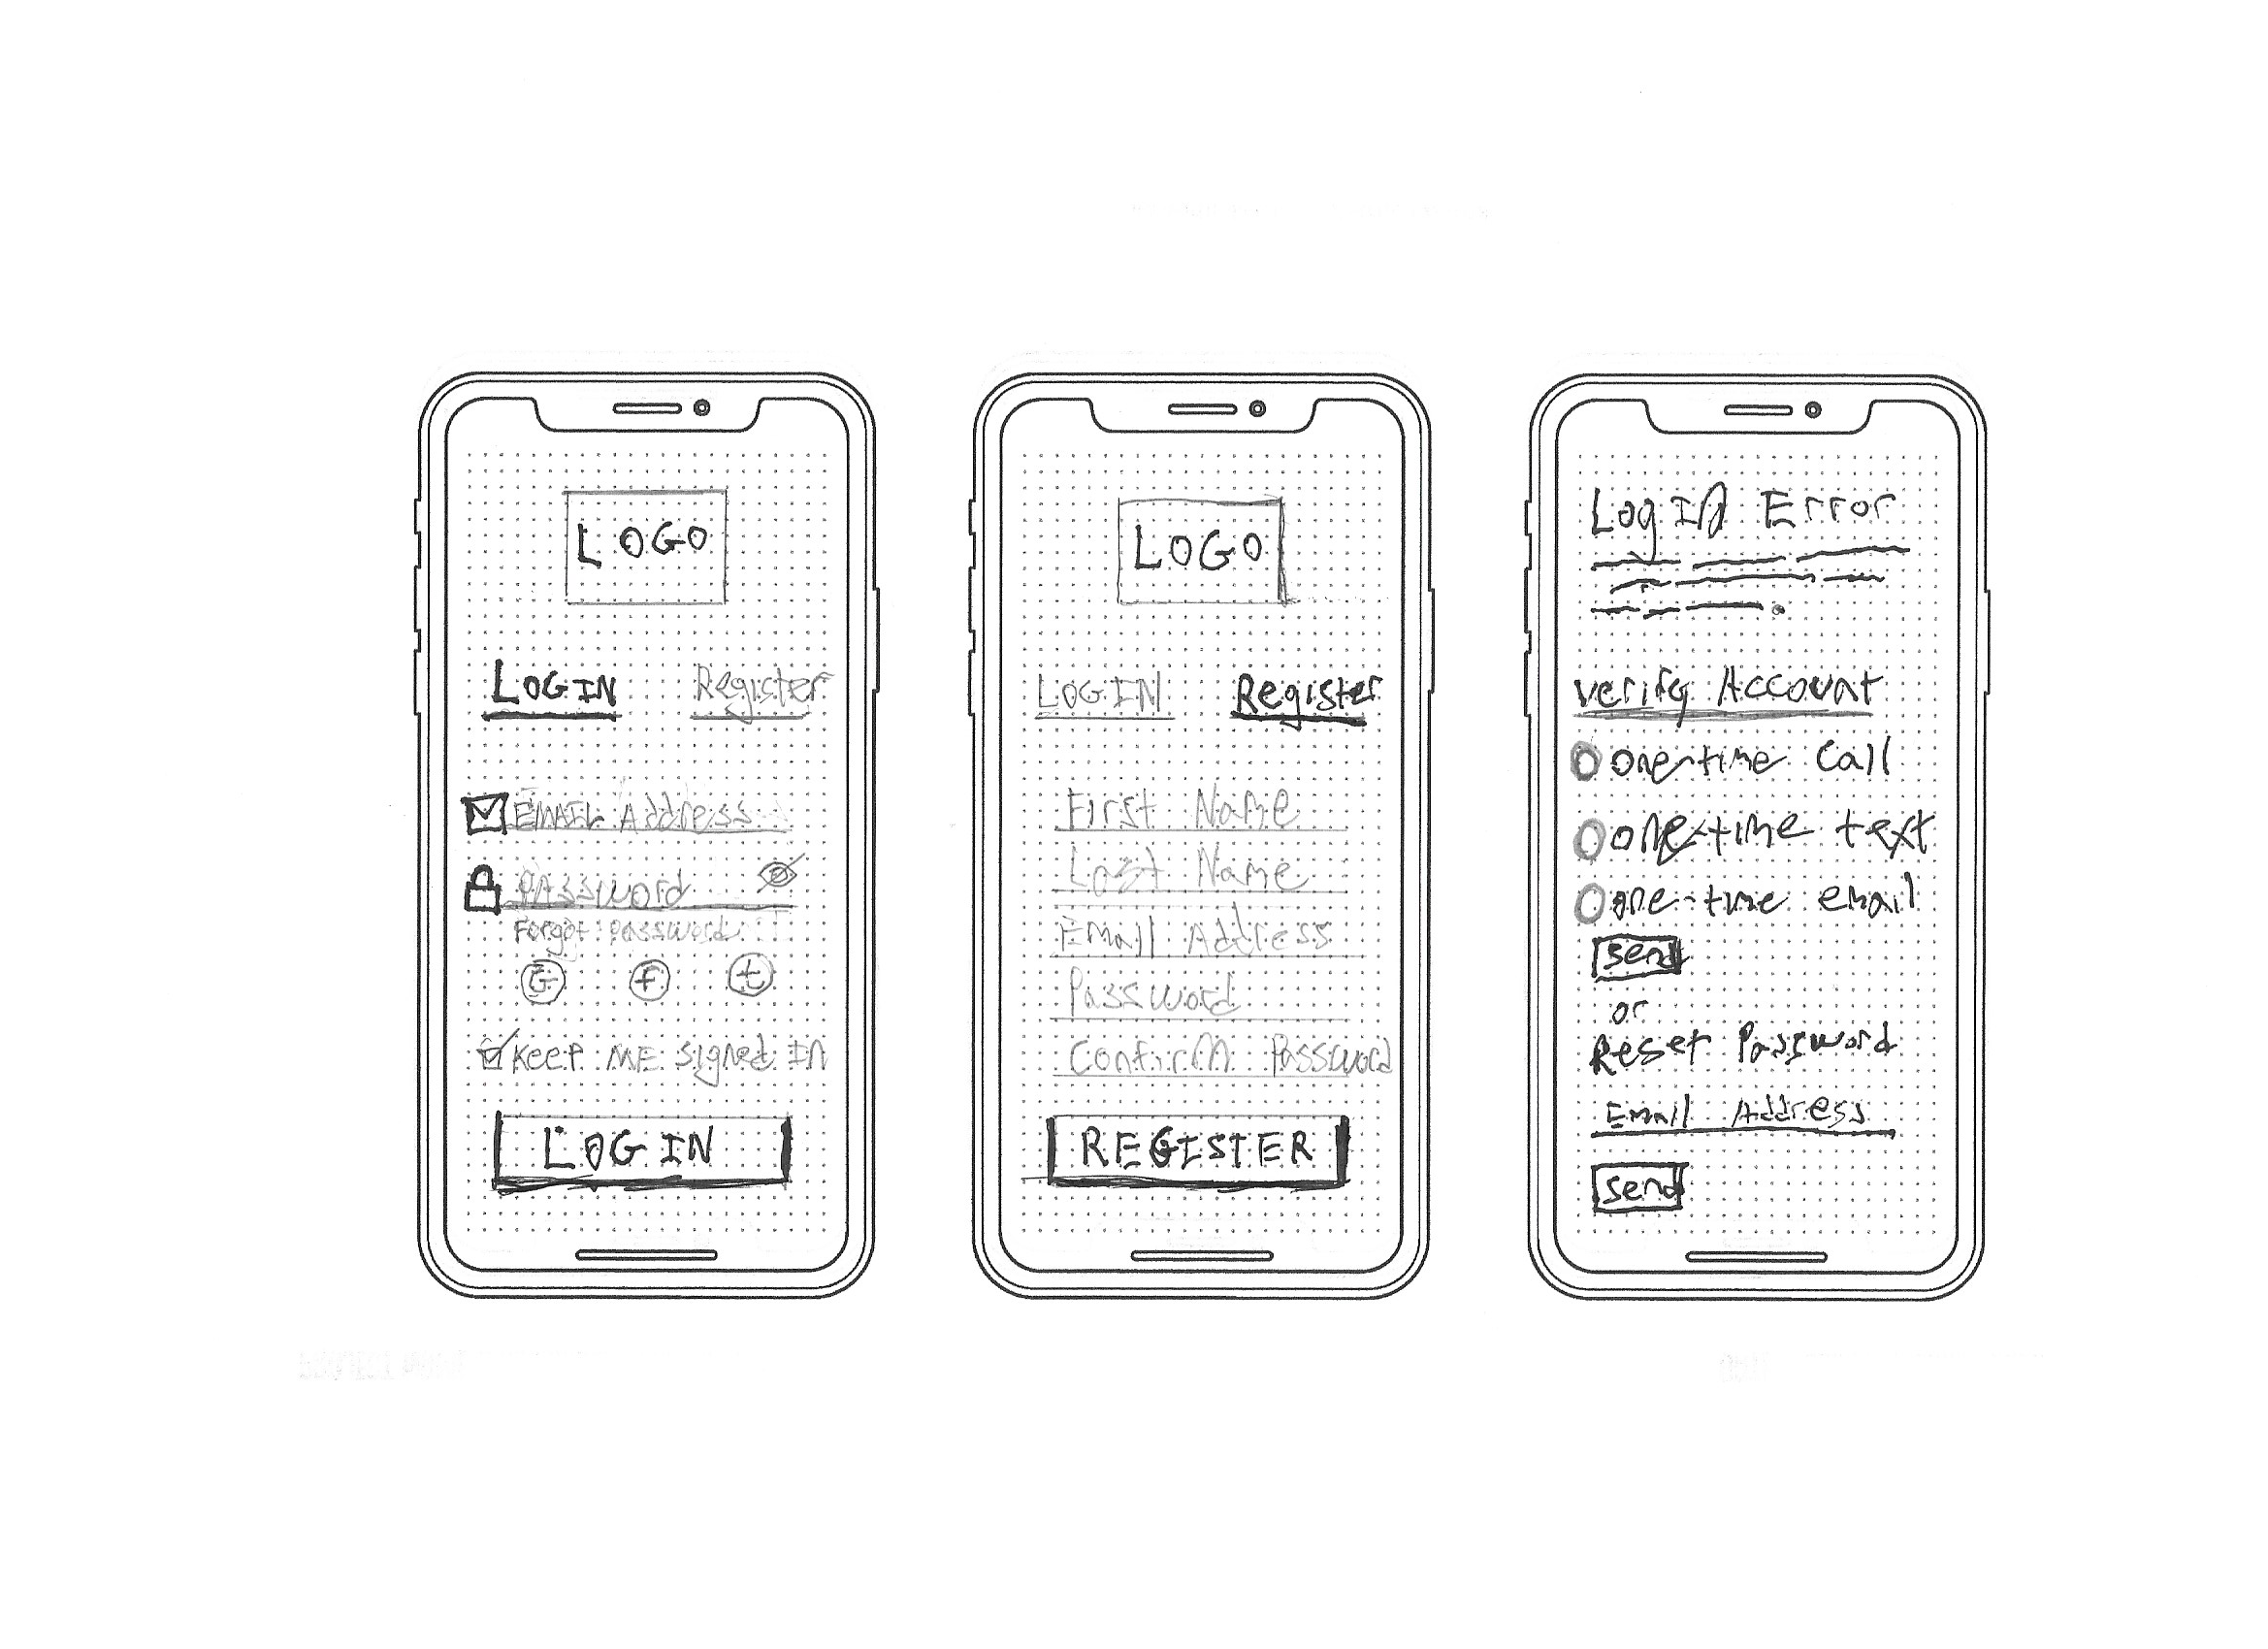 LOGO
LOGIN Register
EMAIL Address
PASSWORD
Forgot Password
G f t
Keep ME signed IN
LOGIN
LOGO
LOGIN Register
First Name
Last Name
Email Address
Password
Confirm Password
REGISTER
Log In Error
Verify Account
one-time call
one-time text
one-time email
send
or
Reset Password
Email Address
send